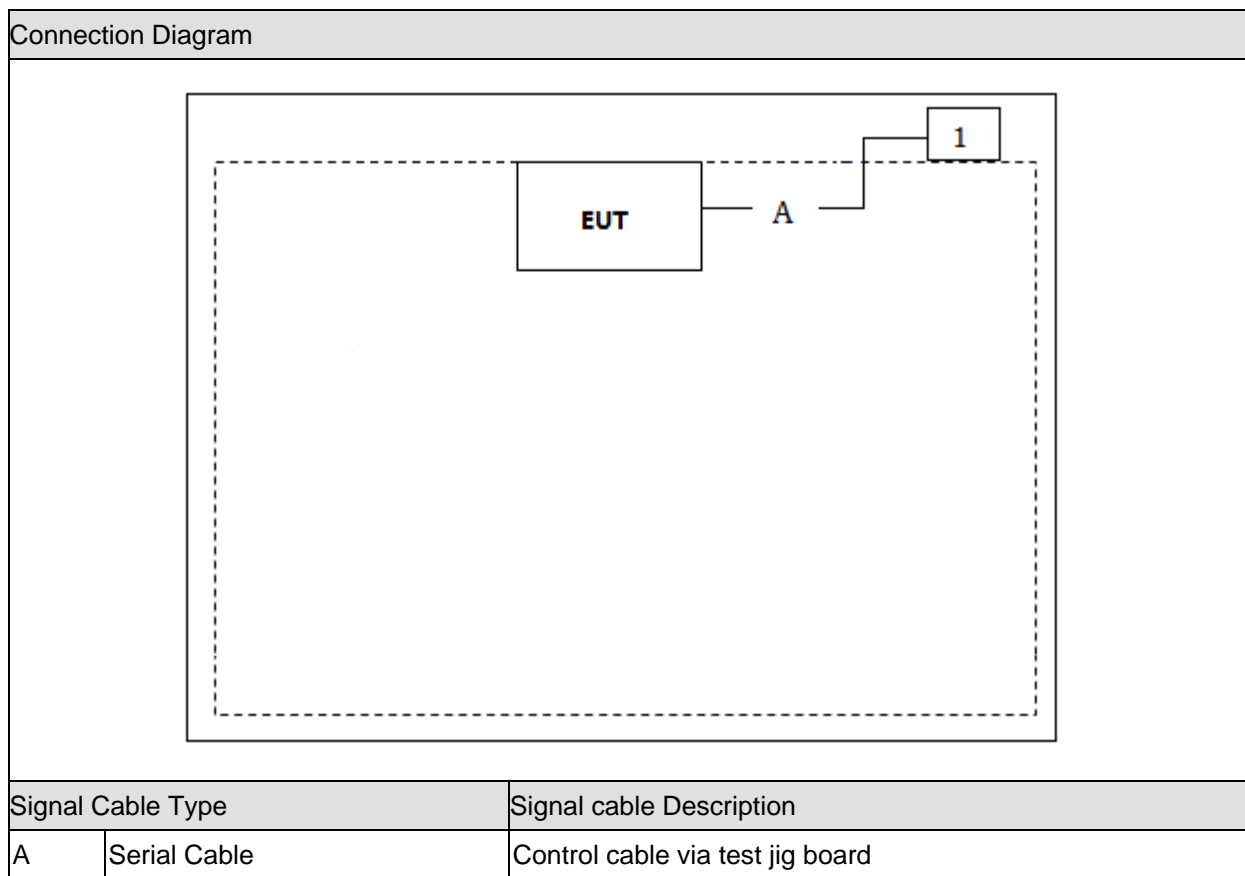 Connection Diagram
1
EUT
A
Signal Cable Type Signal cable Description
A Serial Cable Control cable via test jig board